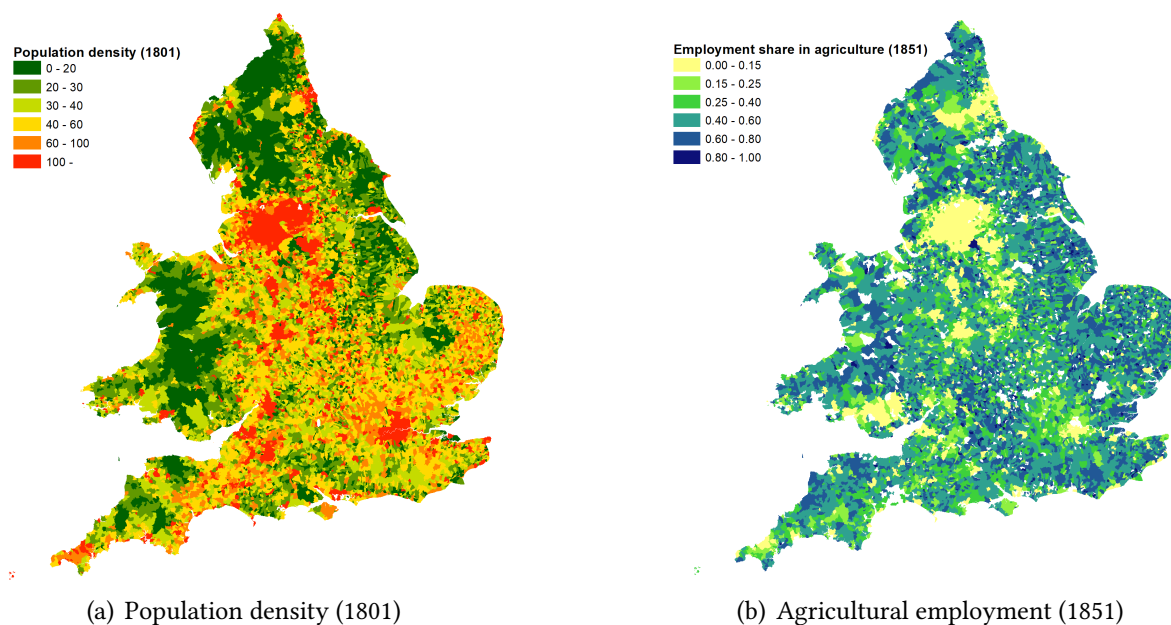 Population density (1801)
0 - 20
20 - 30
30 - 40
40 - 60
60 - 100
100 -
Employment share in agriculture (1851)
0.00 - 0.15
0.15 - 0.25
0.25 - 0.40
0.40 - 0.60
0.60 - 0.80
0.80 - 1.00
(a) Population density (1801)
(b) Agricultural employment (1851)